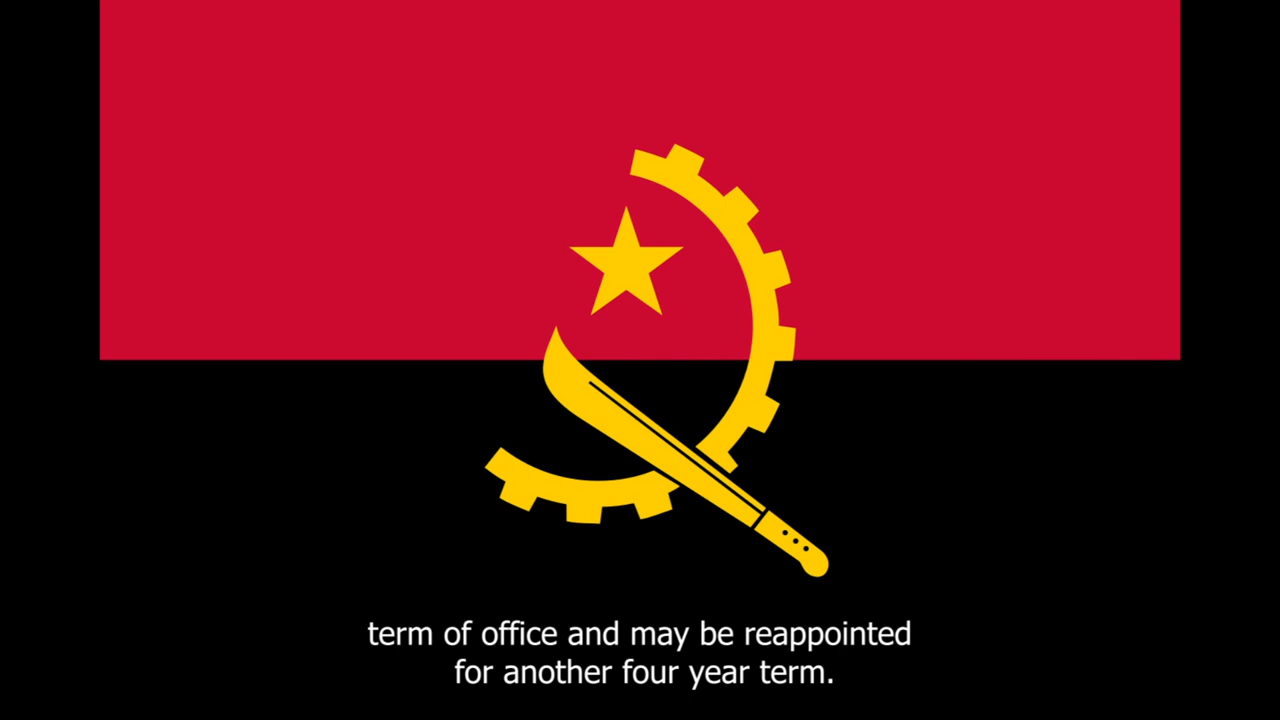 term of office and may be reappointed
for another four year term.